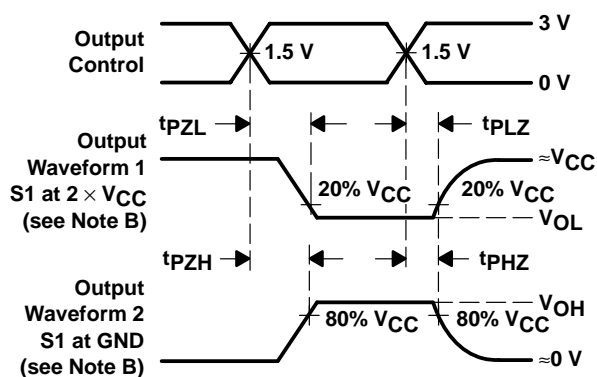 Output
Control
1.5 V
1.5 V
3 V
0 V
tPZL
tPLZ
Output
Waveform 1
S1 at 2 × VCC
(see Note B)
20% VCC
20% VCC
≈VCC
VOL
tPZH
tPHZ
Output
Waveform 2
S1 at GND
(see Note B)
80% VCC
80% VCC
VOH
≈0 V